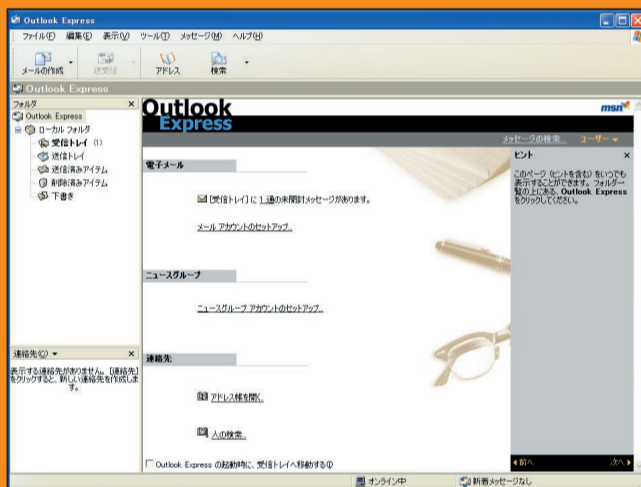 Outlook Express
ファイル(F) 編集(E) 表示(V) ツール(T) メッセージ(M) ヘルプ(H)
メールの作成 送受信 アドレス 検索
Outlook Express
フォルダ ×
Outlook Express
ローカル フォルダ
受信トレイ (1)
送信トレイ
送信済みアイテム
削除済みアイテム
下書き
連絡先(C) ×
表示する連絡先がありません。[連絡先]
をクリックすると、新しい連絡先を作成しま
す。
Outlook
Express
msn
メッセージの検索... ユーザー
電子メール
[受信トレイ] に 1 通の未開封メッセージがあります。
メール アカウントのセットアップ...
ニュースグループ
ニュースグループ アカウントのセットアップ...
連絡先
アドレス帳を開く...
人の検索...
Outlook Express の起動時に、受信トレイへ移動する(I)
ヒント ×
このページ (ヒントを含む) をいつでも
表示することができます。フォルダ一
覧の上にある、Outlook Express
をクリックしてください。
前へ 次へ
オンライン中 新着メッセージなし